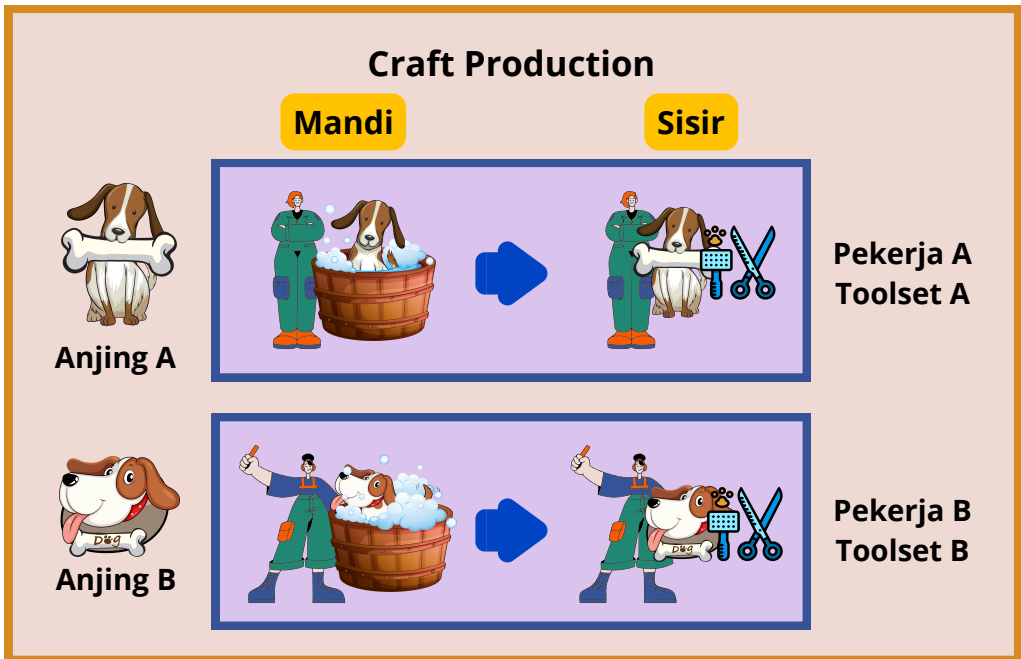 Craft Production
Mandi
Sisir
Anjing A
Pekerja A
Toolset A
Dog
Anjing B
Dog
Pekerja B
Toolset B